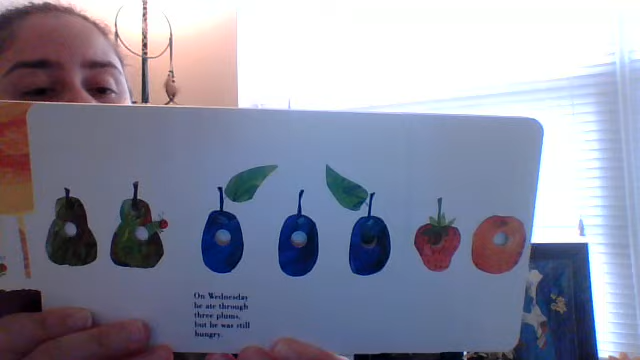 On Wednesday
he ate through
three plums,
but he was still
hungry.